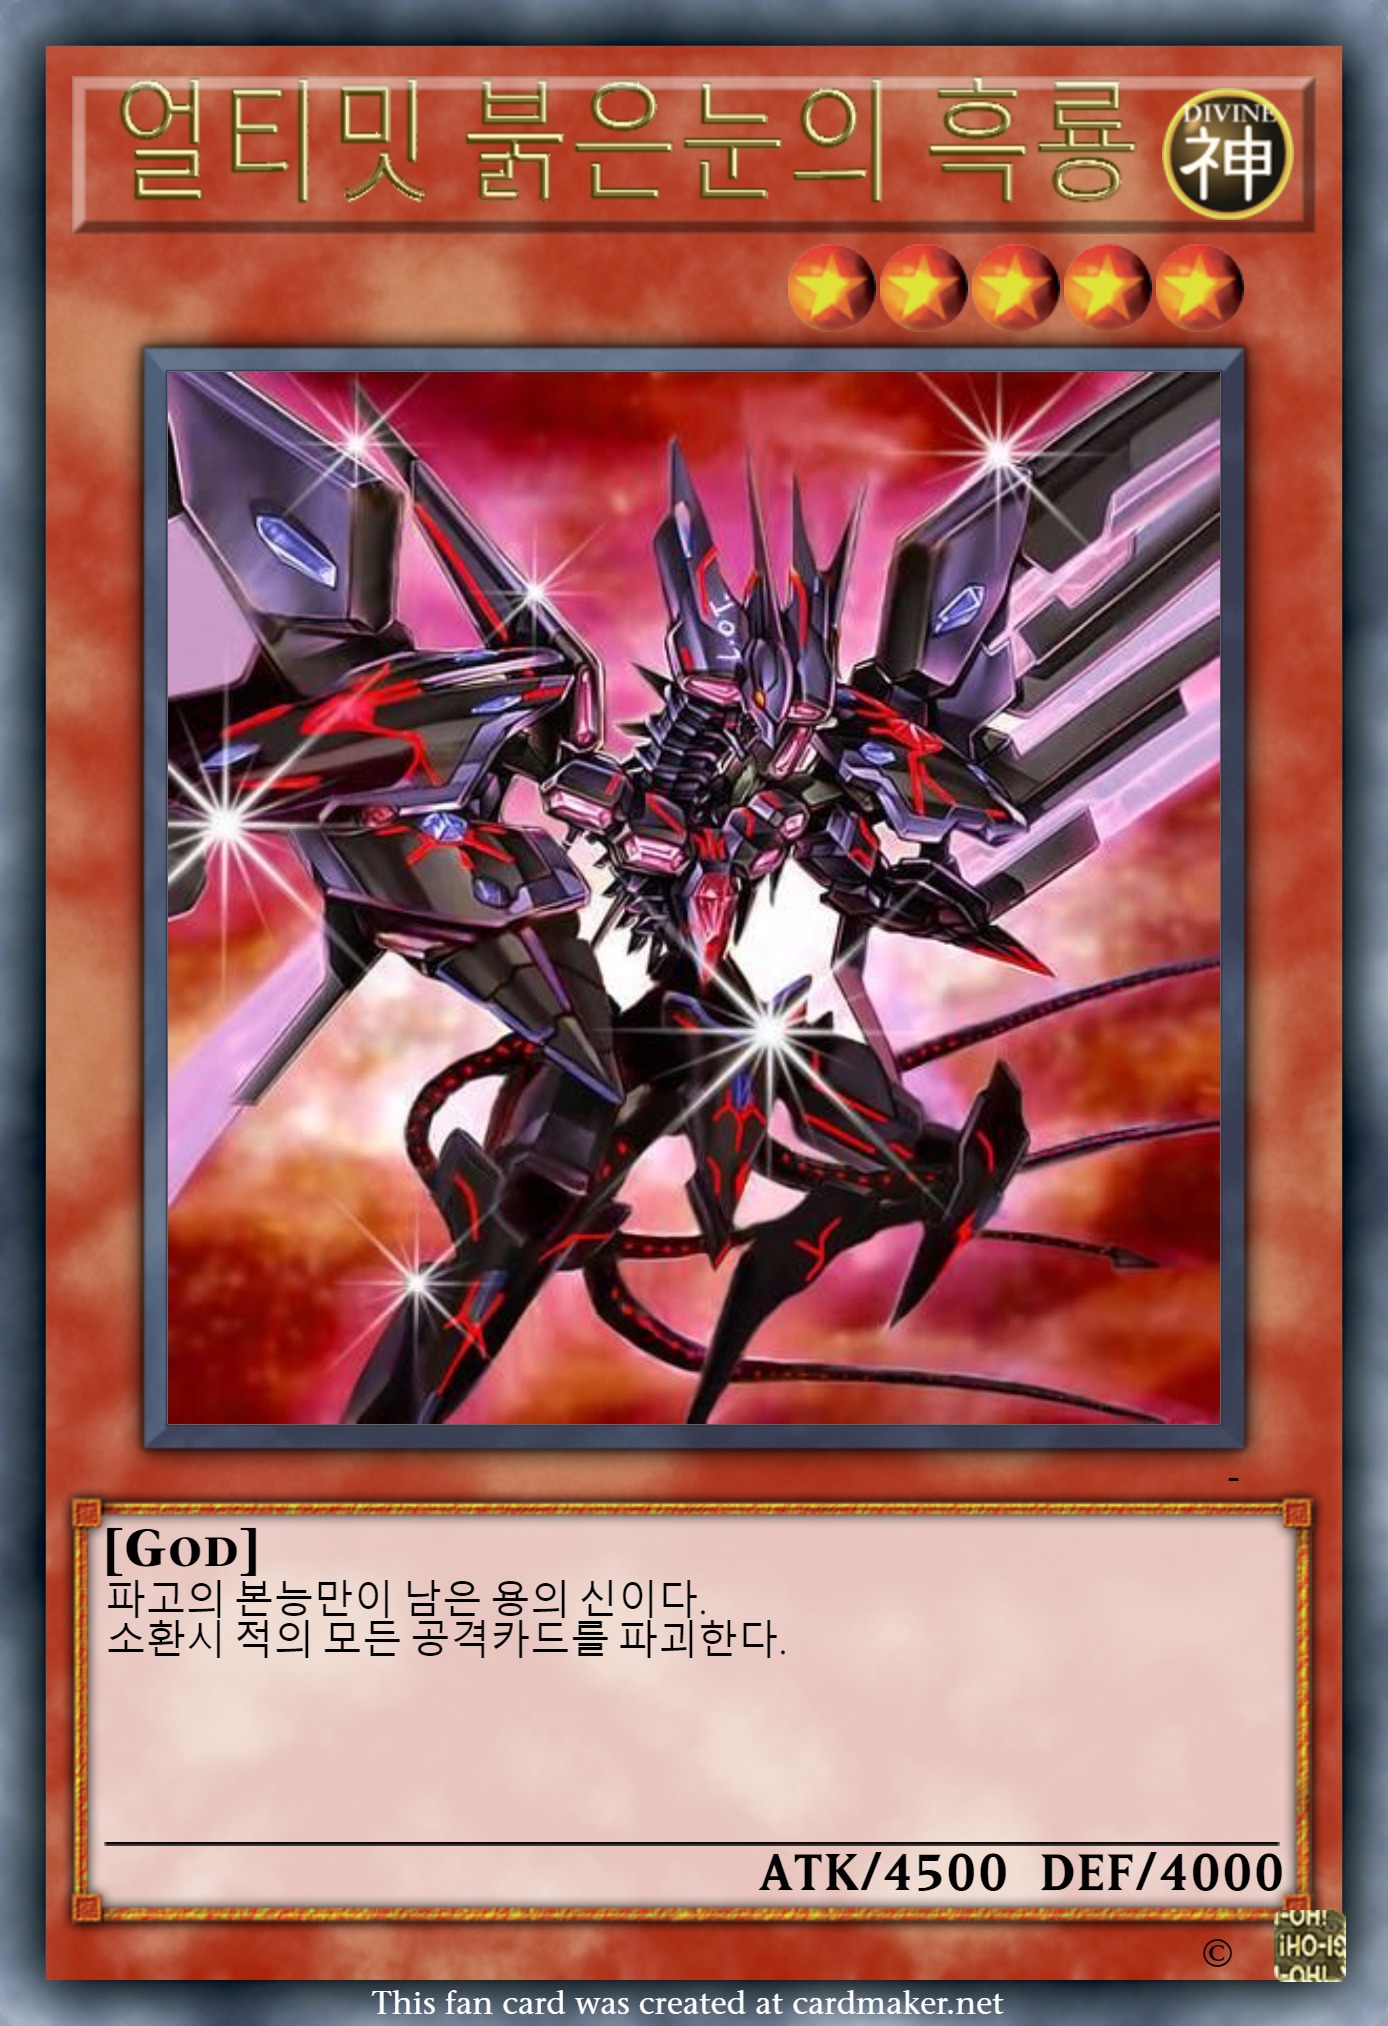 얼티밋 붉은눈의 흑룡
DIVINE
神
[GOD]
파고의 본능만이 남은 용의 신이다.
소환시 적의 모든 공격카드를 파괴한다.
ATK/4500 DEF/4000
©
This fan card was created at cardmaker.net